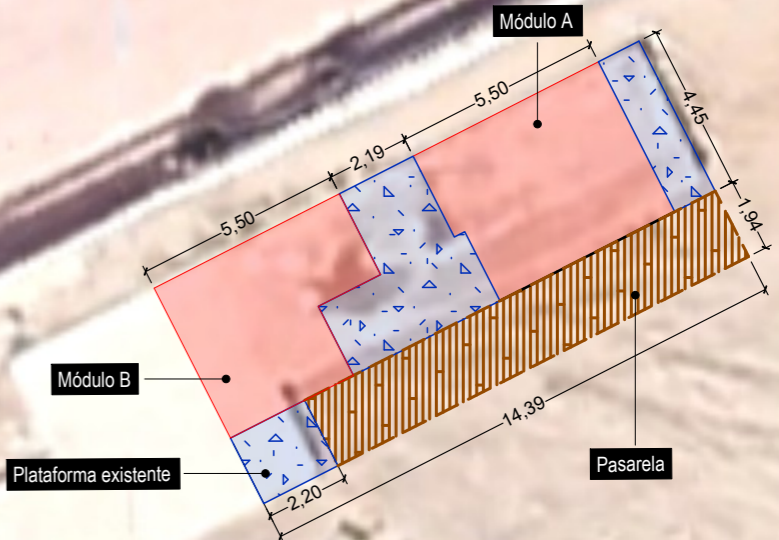 Módulo A
5,50
4,45
2,19
5,50
1,94
Módulo B
14,39
Pasarela
Plataforma existente
2,20